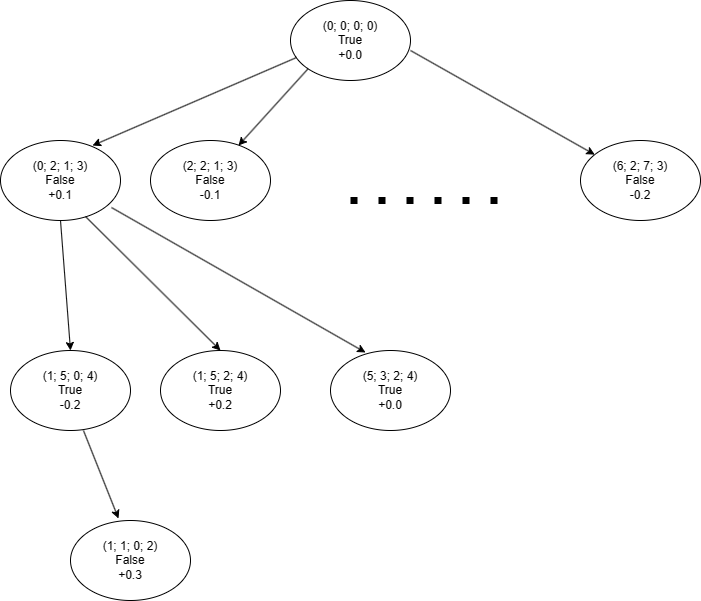 (0; 0; 0; 0)
True
+0.0
(0; 2; 1; 3)
False
+0.1
(2; 2; 1; 3)
False
-0.1
(6; 2; 7; 3)
False
-0.2
(1; 5; 0; 4)
True
-0.2
(1; 5; 2; 4)
True
+0.2
(5; 3; 2; 4)
True
+0.0
(1; 1; 0; 2)
False
+0.3